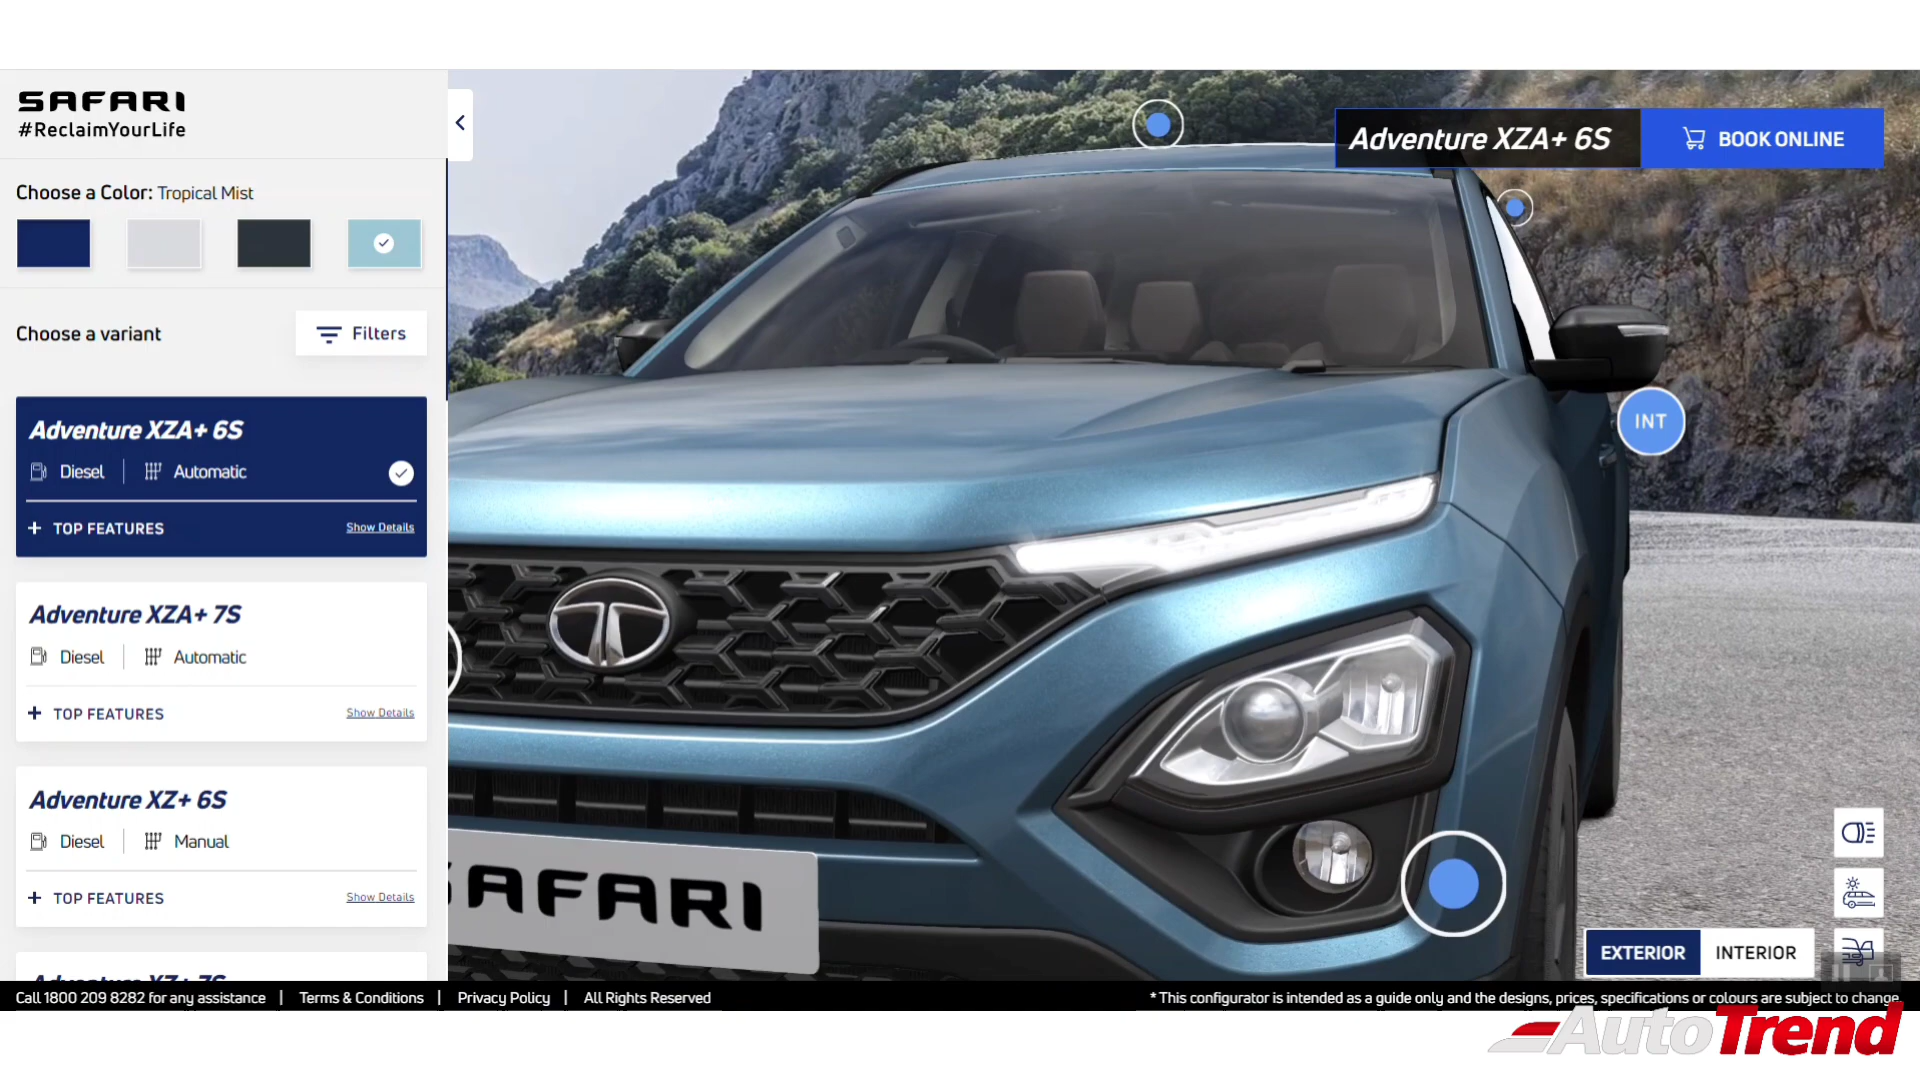 SAFARI
#ReclaimYourLife
Choose a Color: Tropical Mist
Choose a variant
Filters
Adventure XZA+ 6S
Diesel | Automatic
+ TOP FEATURES
Show Details
Adventure XZA+ 7S
Diesel | Automatic
+ TOP FEATURES
Show Details
Adventure XZ+ 6S
Diesel | Manual
+ TOP FEATURES
Show Details
Adventure XZ+ 7S
Adventure XZA+ 6S
BOOK ONLINE
INT
SAFARI
EXTERIOR
INTERIOR
Call 1800 209 8282 for any assistance | Terms & Conditions | Privacy Policy | All Rights Reserved
* This configurator is intended as a guide only and the designs, prices, specifications or colours are subject to change.
AutoTrend